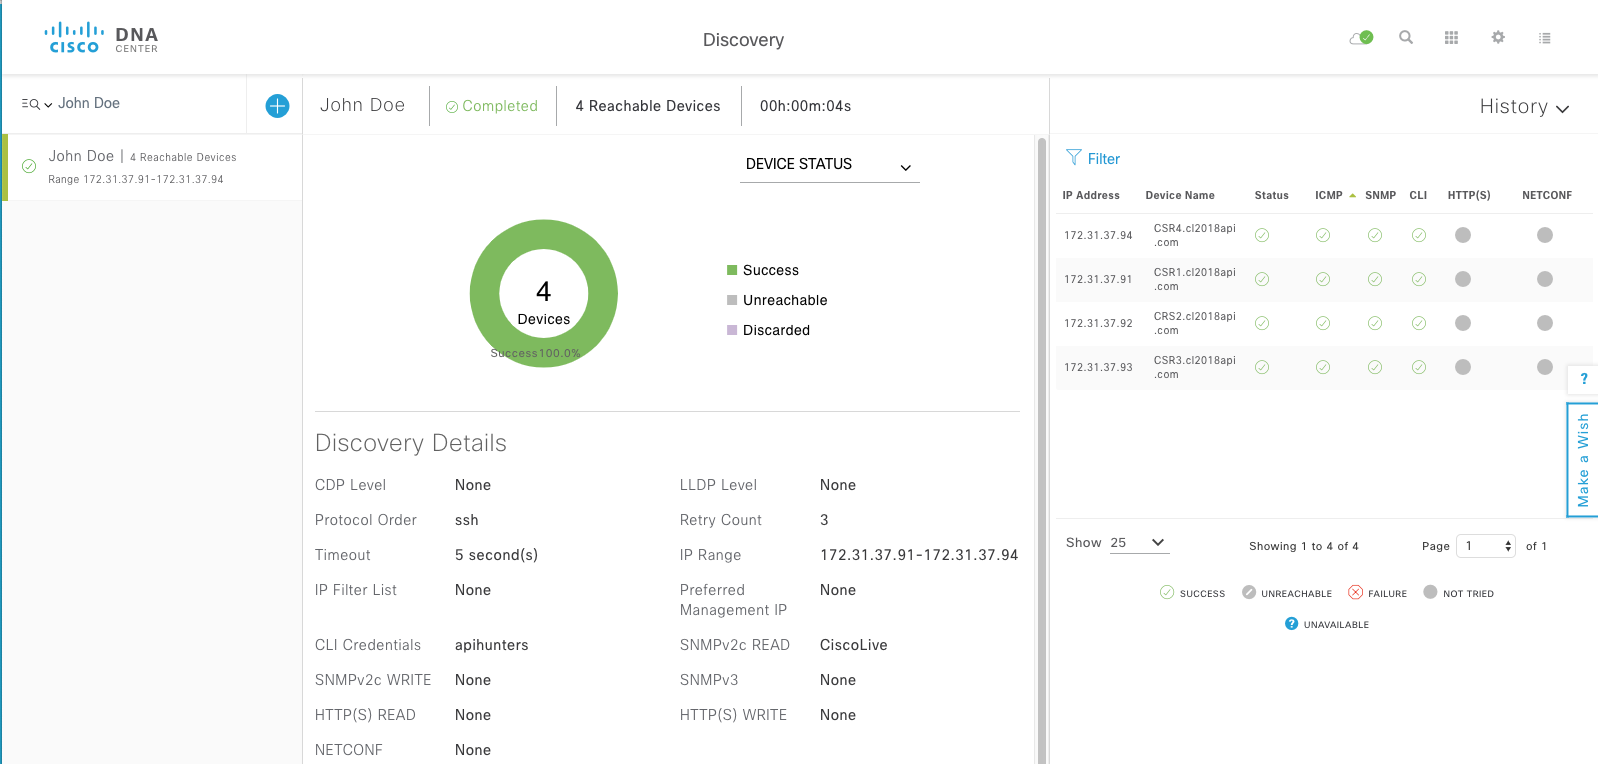 CISCO DNA CENTER
Discovery
John Doe
John Doe | 4 Reachable Devices
Range 172.31.37.91-172.31.37.94
John Doe Completed 4 Reachable Devices 00h:00m:04s
DEVICE STATUS
4
Devices
Success100.0%
Success
Unreachable
Discarded
Discovery Details
CDP Level None LLDP Level None
Protocol Order ssh Retry Count 3
Timeout 5 second(s) IP Range 172.31.37.91-172.31.37.94
IP Filter List None Preferred Management IP None
CLI Credentials apihunters SNMPv2c READ CiscoLive
SNMPv2c WRITE None SNMPv3 None
HTTP(S) READ None HTTP(S) WRITE None
NETCONF None
History
Filter
IP Address Device Name Status ICMP SNMP CLI HTTP(S) NETCONF
172.31.37.94 CSR4.cl2018api.com
172.31.37.91 CSR1.cl2018api.com
172.31.37.92 CRS2.cl2018api.com
172.31.37.93 CSR3.cl2018api.com
?
Make a Wish
Show 25 Showing 1 to 4 of 4 Page 1 of 1
SUCCESS UNREACHABLE FAILURE NOT TRIED
? UNAVAILABLE